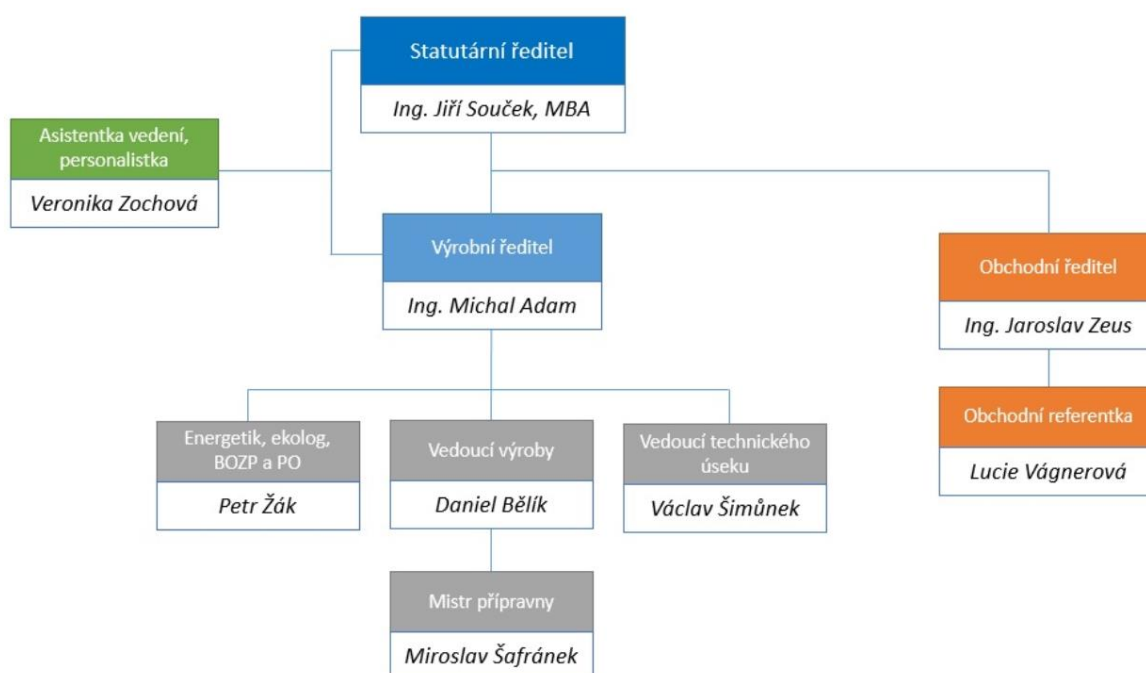 Statutární ředitel
Ing. Jiří Souček, MBA
Asistentka vedení,
personalistka
Veronika Zochová
Výrobní ředitel
Ing. Michal Adam
Obchodní ředitel
Ing. Jaroslav Zeus
Obchodní referentka
Lucie Vágnerová
Energetik, ekolog,
BOZP a PO
Petr Žák
Vedoucí výroby
Daniel Bělík
Vedoucí technického
úseku
Václav Šimůnek
Mistr přípravny
Miroslav Šafránek